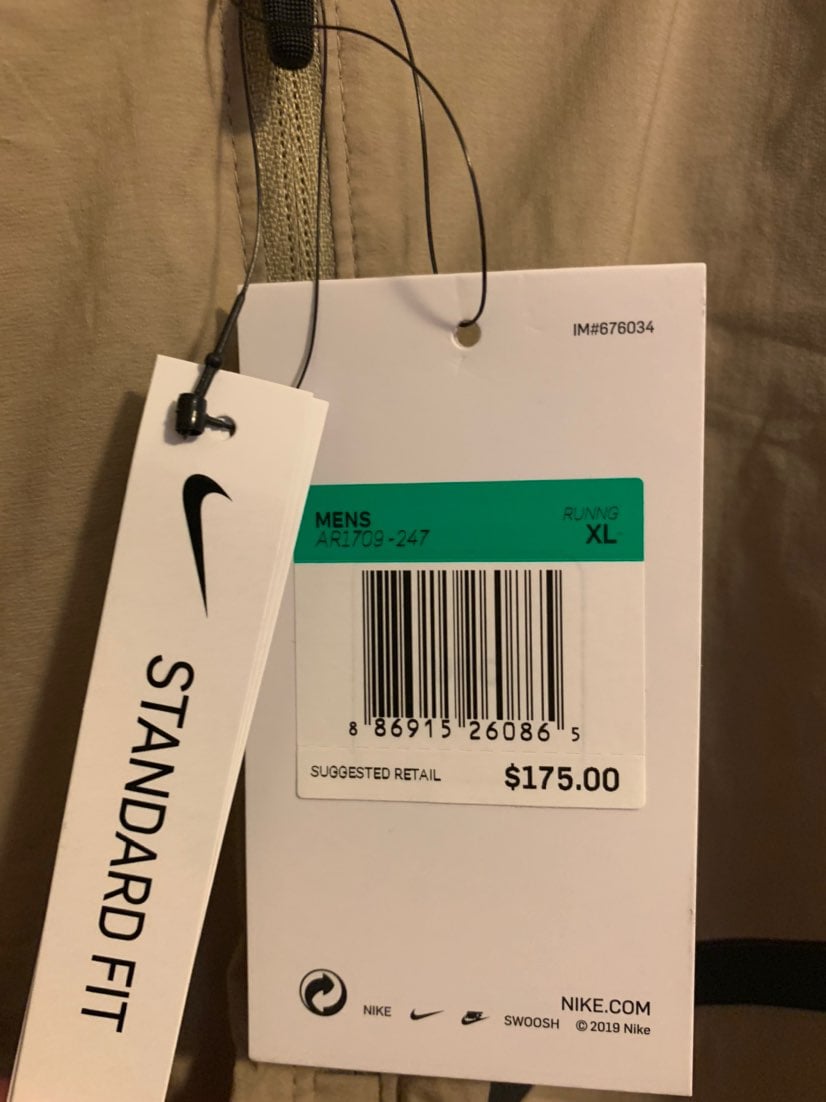 IM#676034
MENS
RUNNG
AR1709-247
XL
8 86915 26086 5
SUGGESTED RETAIL $175.00
NIKE
SWOOSH
NIKE.COM
© 2019 Nike
STANDARD FIT